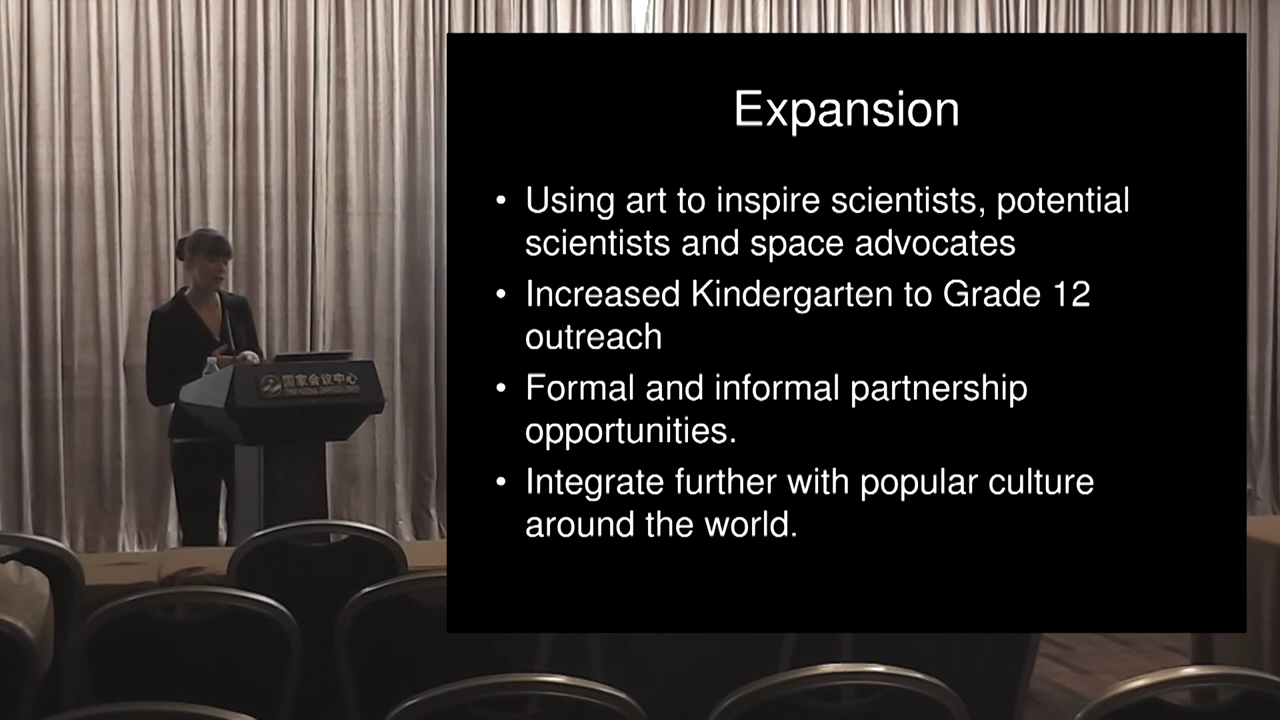 Expansion
• Using art to inspire scientists, potential
scientists and space advocates
• Increased Kindergarten to Grade 12
outreach
• Formal and informal partnership
opportunities.
• Integrate further with popular culture
around the world.
国家会议中心